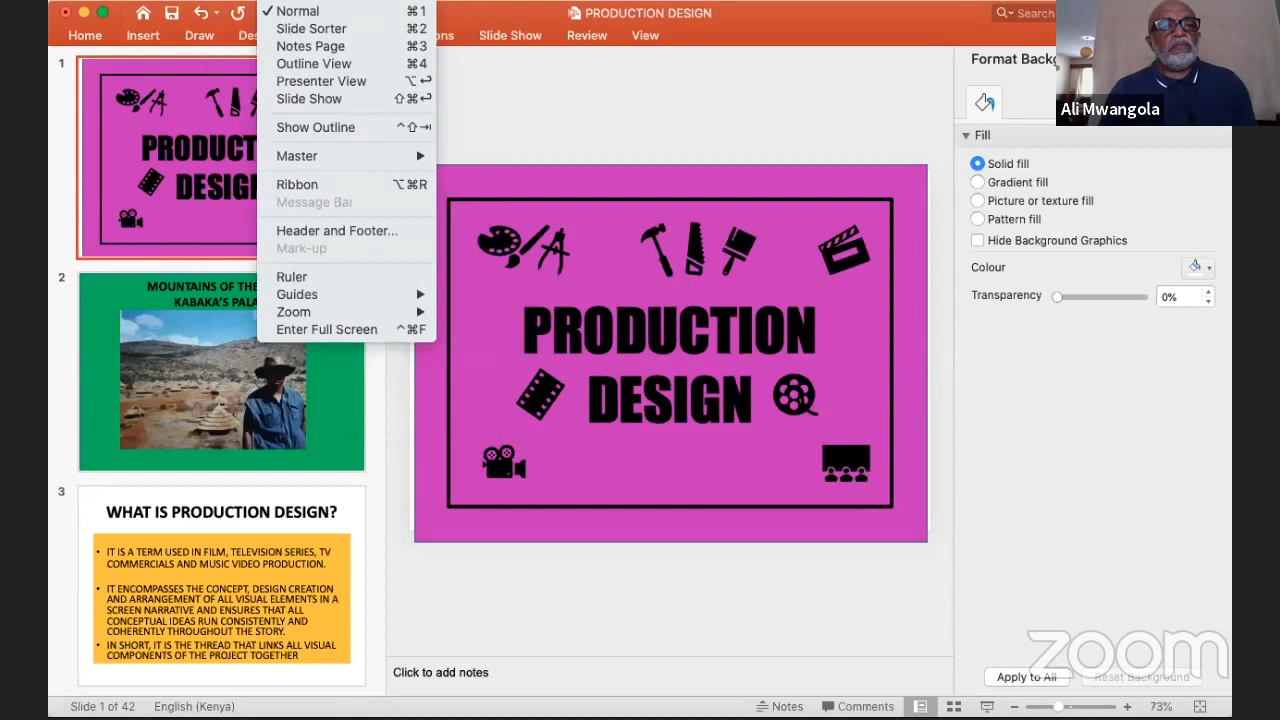 PRODUCTION DESIGN
Search
Home
Insert
Draw
Slide Show
Review
View
Normal ⌘1
Slide Sorter ⌘2
Notes Page ⌘3
Outline View ⌘4
Presenter View ⌥↩
Slide Show ⇧⌘↩
Show Outline ^⇧⇥
Master
Ribbon ⌥⌘R
Message Bar
Header and Footer...
Mark-up
Ruler
Guides
Zoom
Enter Full Screen ^⌘F
1
PRODUCT
DESIGN
2
MOUNTAINS OF THE
KABAKA'S PALA
3
WHAT IS PRODUCTION DESIGN?
• IT IS A TERM USED IN FILM, TELEVISION SERIES, TV
COMMERCIALS AND MUSIC VIDEO PRODUCTION.
• IT ENCOMPASSES THE CONCEPT, DESIGN CREATION
AND ARRANGEMENT OF ALL VISUAL ELEMENTS IN A
SCREEN NARRATIVE AND ENSURES THAT ALL
CONCEPTUAL IDEAS RUN CONSISTENTLY AND
COHERENTLY THROUGHOUT THE STORY.
• IN SHORT, IT IS THE THREAD THAT LINKS ALL VISUAL
COMPONENTS OF THE PROJECT TOGETHER
PRODUCTION
DESIGN
Click to add notes
Format Backg
Ali Mwangola
Fill
Solid fill
Gradient fill
Picture or texture fill
Pattern fill
Hide Background Graphics
Colour
Transparency 0%
Apply to All
Reset Background
zoom
Slide 1 of 42
English (Kenya)
Notes
Comments
73%